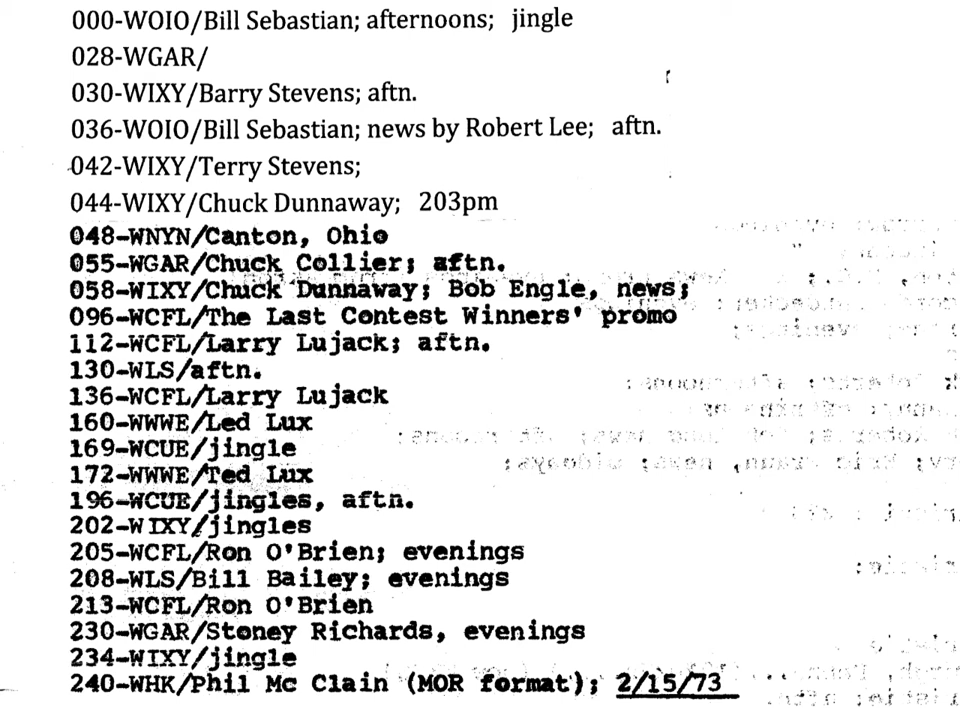 000-WOIO/Bill Sebastian; afternoons; jingle
028-WGAR/
030-WIXY/Barry Stevens; aftn.
036-WOIO/Bill Sebastian; news by Robert Lee; aftn.
042-WIXY/Terry Stevens;
044-WIXY/Chuck Dunnaway; 203pm
048-WNYN/Canton, Ohio
055-WGAR/Chuck Collier; aftn.
058-WIXY/Chuck Dunnaway; Bob Engle, news;
096-WCFL/The Last Contest Winners' promo
112-WCFL/Larry Lujack; aftn.
130-WLS/aftn.
136-WCFL/Larry Lujack
160-WWWE/Led Lux
169-WCUE/jingle
172-WWWE/Ted Lux
196-WCUE/jingles, aftn.
202-WIXY/jingles
205-WCFL/Ron O'Brien; evenings
208-WLS/Bill Bailey; evenings
213-WCFL/Ron O'Brien
230-WGAR/Stoney Richards, evenings
234-WIXY/jingle
240-WHK/Phil Mc Clain (MOR format); 2/15/73